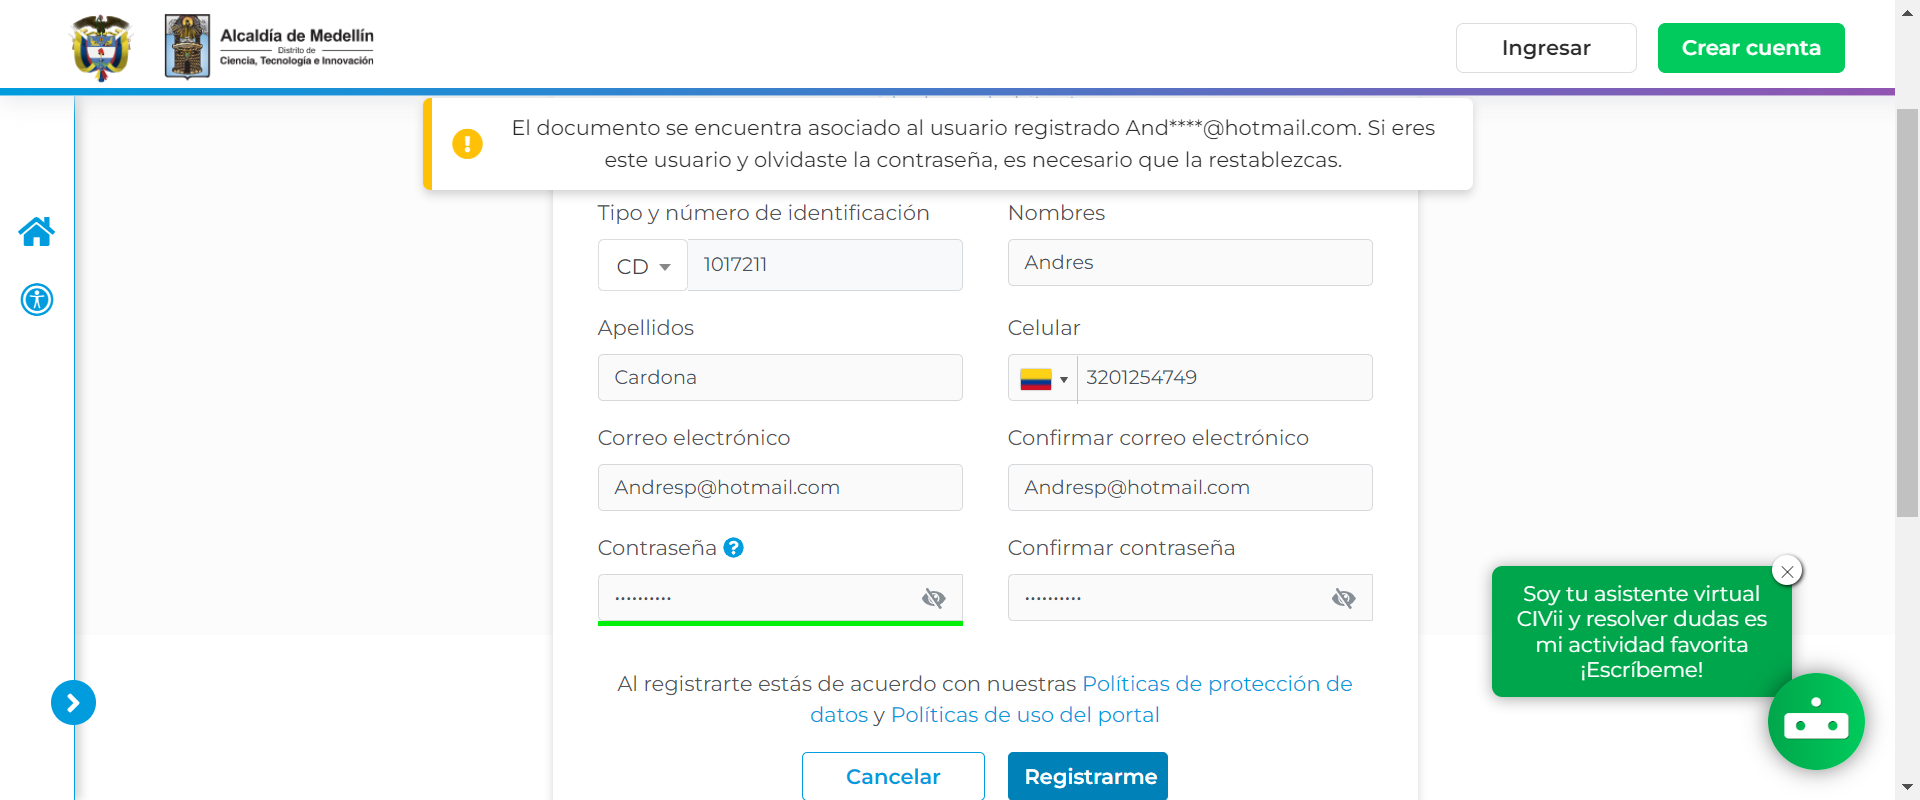 Alcaldía de Medellín
Distrito de
Ciencia, Tecnología e Innovación
Ingresar
Crear cuenta
El documento se encuentra asociado al usuario registrado And****@hotmail.com. Si eres
este usuario y olvidaste la contraseña, es necesario que la restablezcas.
Tipo y número de identificación
CD
1017211
Nombres
Andres
Apellidos
Cardona
Celular
3201254749
Correo electrónico
Andresp@hotmail.com
Confirmar correo electrónico
Andresp@hotmail.com
Contraseña ?
••••••••••
Confirmar contraseña
••••••••••
Al registrarte estás de acuerdo con nuestras Políticas de protección de
datos y Políticas de uso del portal
Cancelar
Registrarme
Soy tu asistente virtual
CIVii y resolver dudas es
mi actividad favorita
¡Escríbeme!